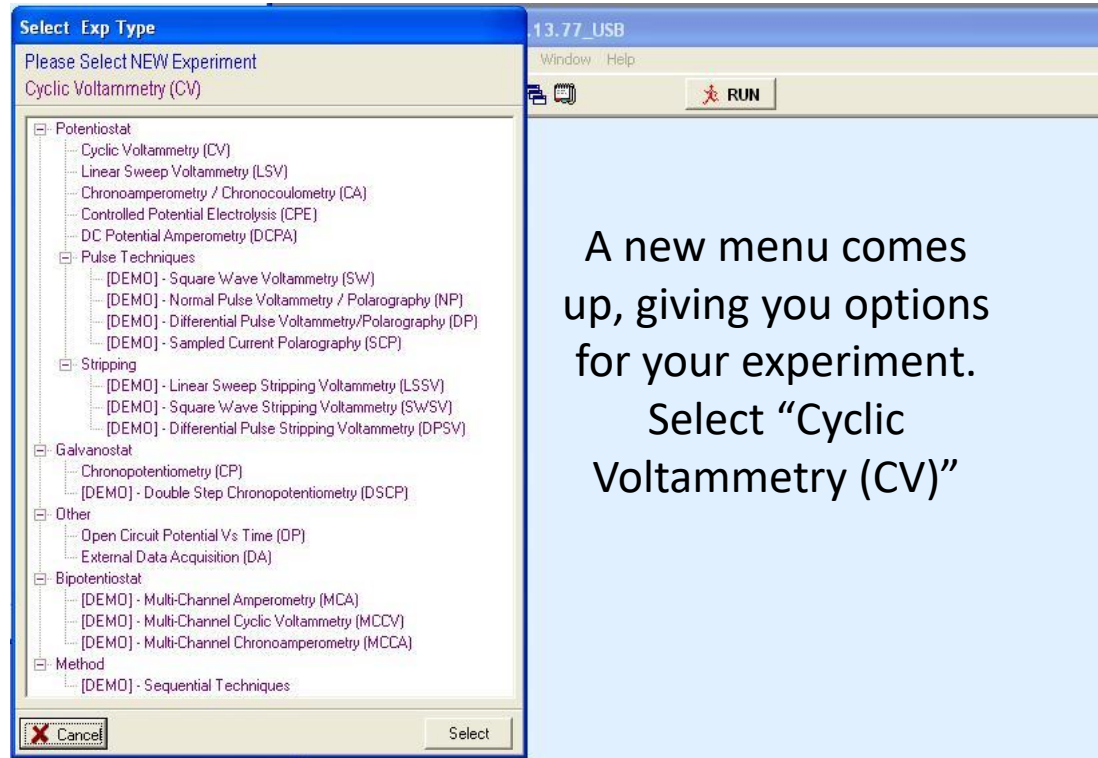 Select Exp Type
Please Select NEW Experiment
Cyclic Voltammetry (CV)
Potentiostat
Cyclic Voltammetry (CV)
Linear Sweep Voltammetry (LSV)
Chronoamperometry / Chronocoulometry (CA)
Controlled Potential Electrolysis (CPE)
DC Potential Amperometry (DCPA)
Pulse Techniques
[DEMO] - Square Wave Voltammetry (SW)
[DEMO] - Normal Pulse Voltammetry / Polarography (NP)
[DEMO] - Differential Pulse Voltammetry/Polarography (DP)
[DEMO] - Sampled Current Polarography (SCP)
Stripping
[DEMO] - Linear Sweep Stripping Voltammetry (LSSV)
[DEMO] - Square Wave Stripping Voltammetry (SWSV)
[DEMO] - Differential Pulse Stripping Voltammetry (DPSV)
Galvanostat
Chronopotentiometry (CP)
[DEMO] - Double Step Chronopotentiometry (DSCP)
Other
Open Circuit Potential Vs Time (OP)
External Data Acquisition (DA)
Bipotentiostat
[DEMO] - Multi-Channel Amperometry (MCA)
[DEMO] - Multi-Channel Cyclic Voltammetry (MCCV)
[DEMO] - Multi-Channel Chronoamperometry (MCCA)
Method
[DEMO] - Sequential Techniques
Cancel
Select
.13.77_USB
Window Help
RUN
A new menu comes
up, giving you options
for your experiment.
Select “Cyclic
Voltammetry (CV)”